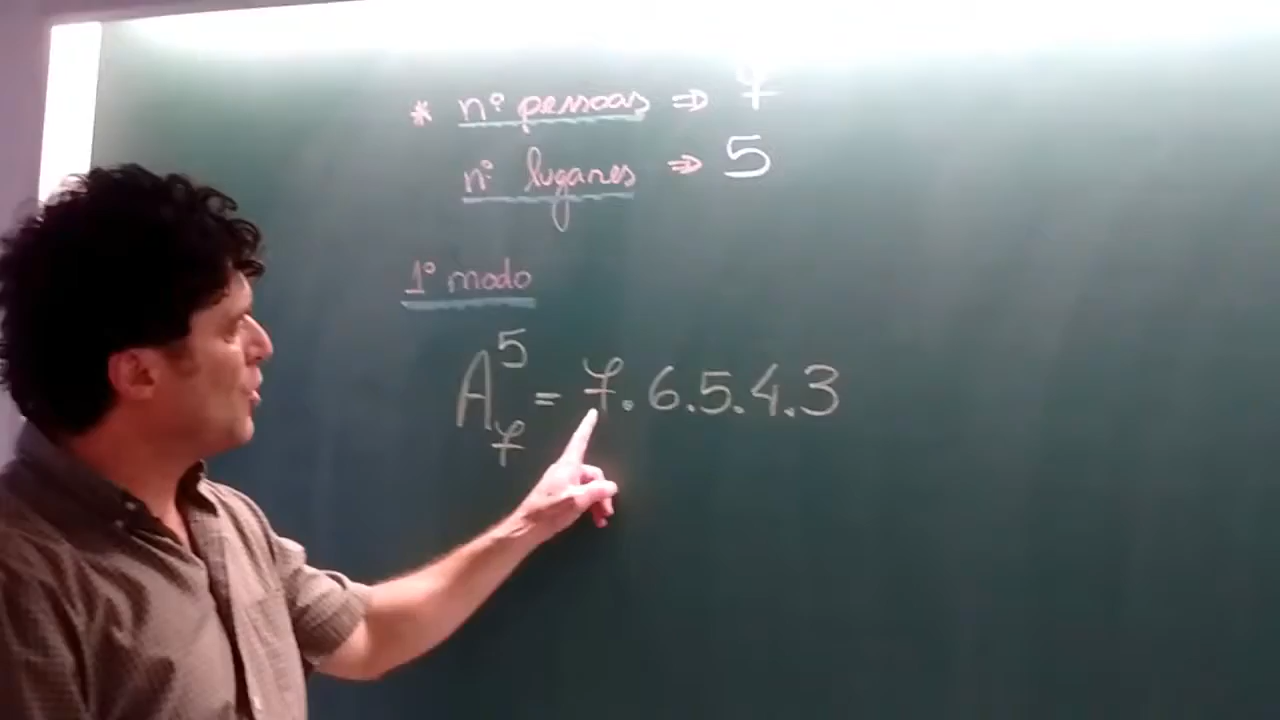 * nº pessoas ⇒ 7
nº lugares ⇒ 5
1º modo
A⁵₇ = 7.6.5.4.3